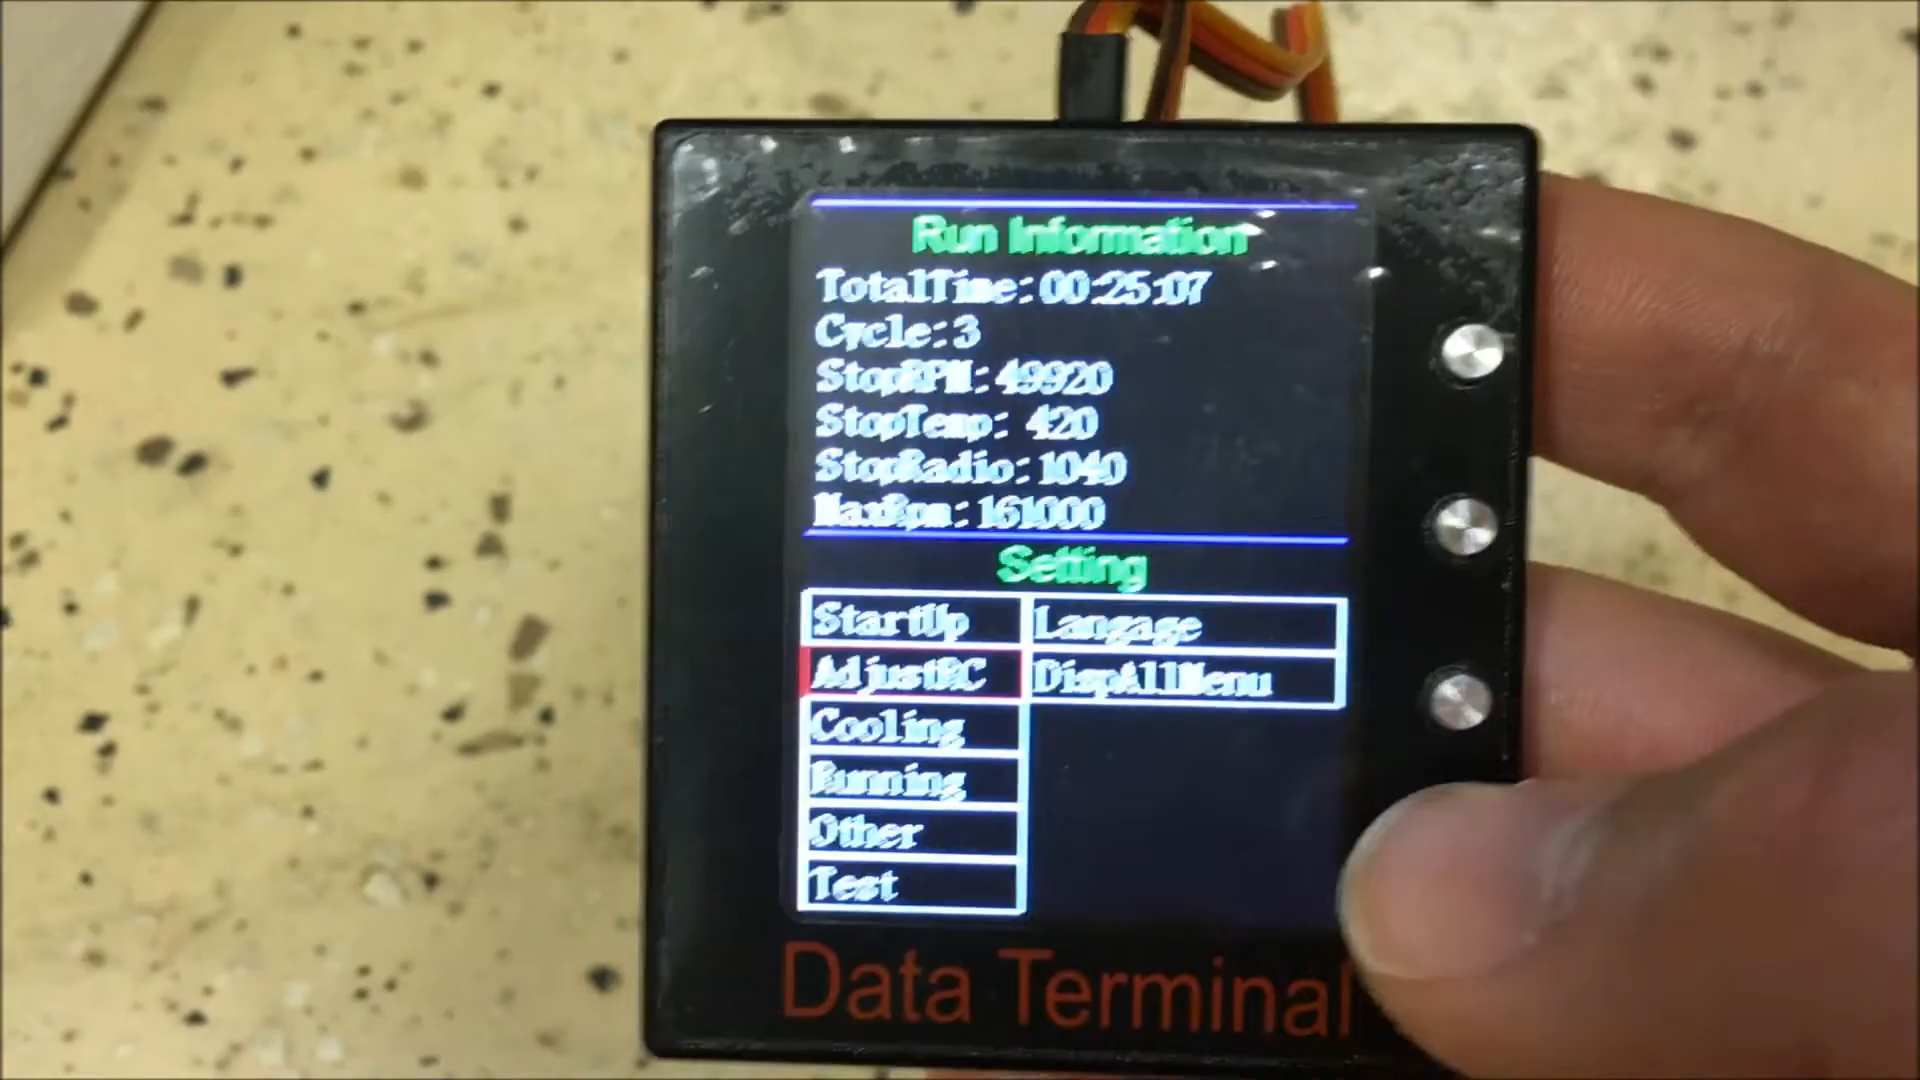 Run Information
TotalTime:00:25:07
Cycle:3
StopRPM:49920
StopTemp: 420
StopRadio:1040
MaxRpm:161000
Setting
StartUp Langage
AdjustRC DispAllMenu
Cooling
Running
Other
Test
Data Terminal